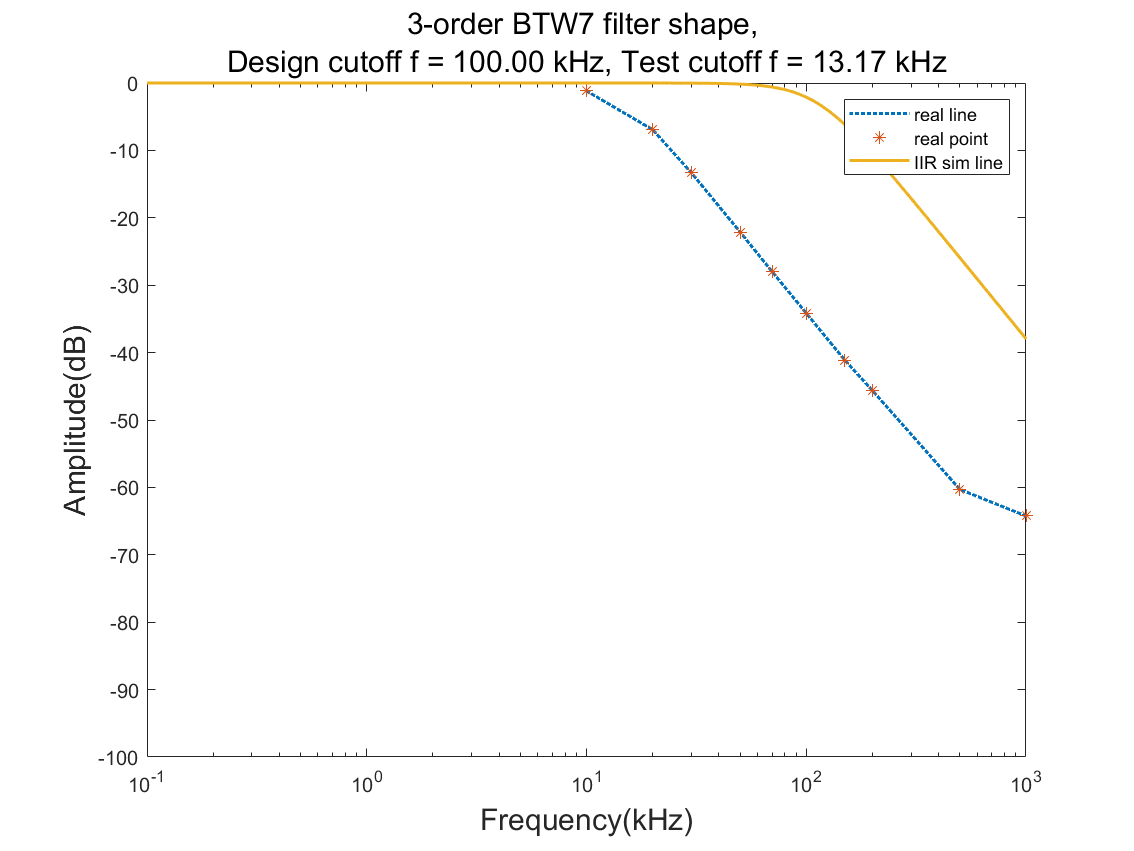 3-order BTW7 filter shape,
Design cutoff f = 100.00 kHz, Test cutoff f = 13.17 kHz
real line
real point
IIR sim line
0
-10
-20
-30
-40
-50
-60
-70
-80
-90
-100
Amplitude(dB)
10^-1 10^0 10^1 10^2 10^3
Frequency(kHz)